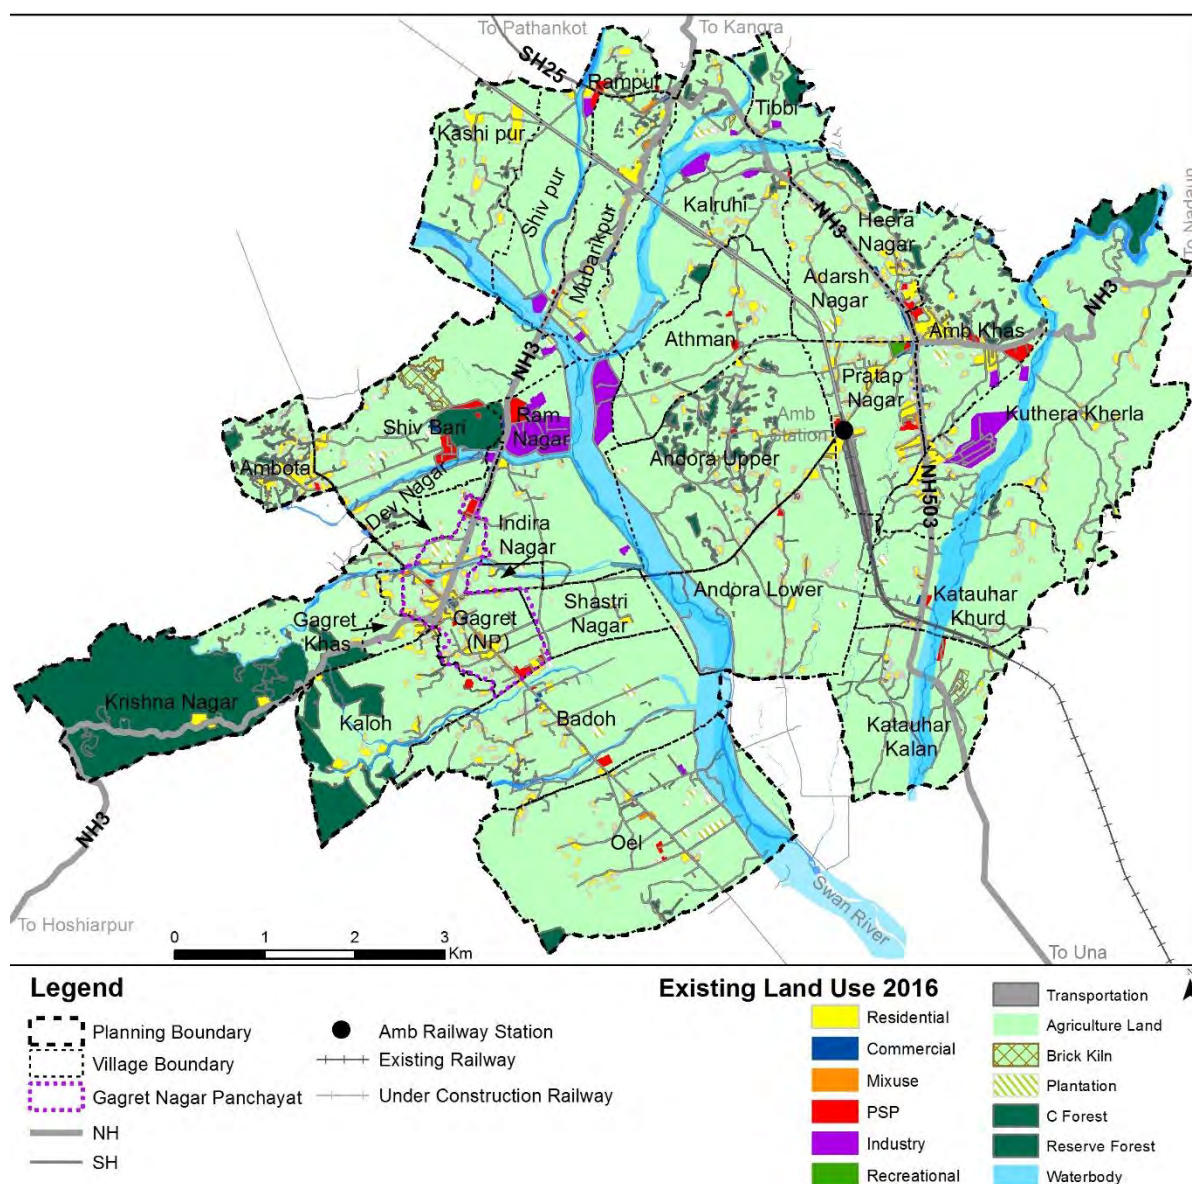 To Pathankot
To Kangra
SH25
Rampur
Tibbi
Kashi pur
Shiv pur
Mubarikpur
Kalruhi
NH3
Heera
Nagar
To Nadaun
Adarsh
Nagar
NH3
Athman
Amb Khas
NH3
Pratap
Nagar
Ram
Nagar
Shiv Bari
Amb
Station
Kuthera Kherla
Ambota
Andora Upper
Dev Nagar
NH503
Indira
Nagar
Andora Lower
Shastri
Nagar
Katauhar
Khurd
Gagret
Khas
Gagret
(NP)
Krishna Nagar
Kaloh
Badoh
Katauhar
Kalan
NH3
Oel
Swan River
To Hoshiarpur
To Una
0 1 2 3
Km
Legend
Planning Boundary
Village Boundary
Gagret Nagar Panchayat
NH
SH
Amb Railway Station
Existing Railway
Under Construction Railway
Existing Land Use 2016
Residential
Commercial
Mixuse
PSP
Industry
Recreational
Transportation
Agriculture Land
Brick Kiln
Plantation
C Forest
Reserve Forest
Waterbody